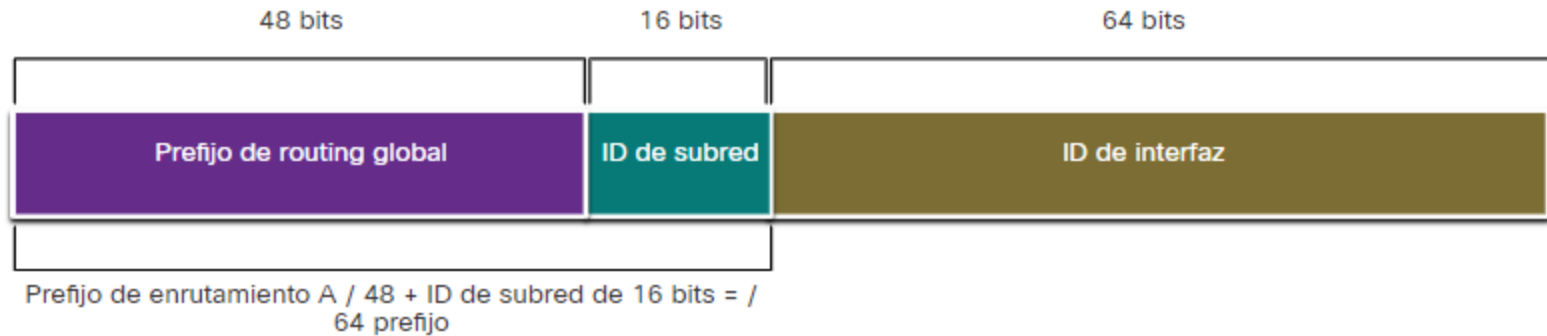 48 bits
16 bits
64 bits
Prefijo de routing global
ID de subred
ID de interfaz
Prefijo de enrutamiento A / 48 + ID de subred de 16 bits = /
64 prefijo